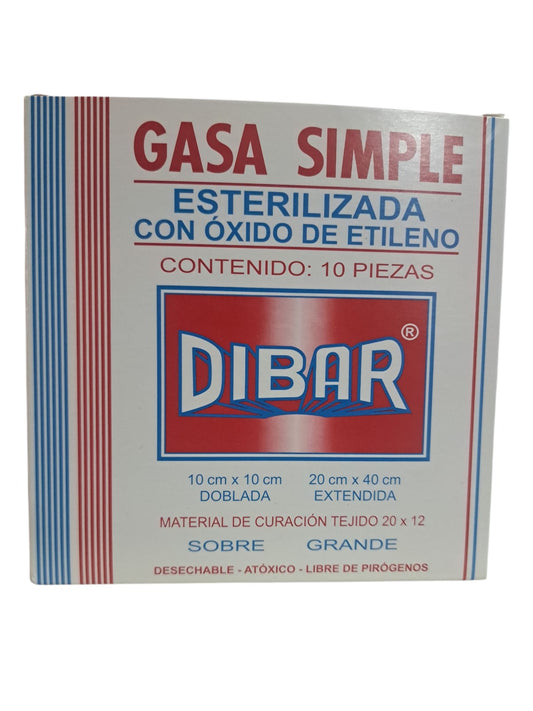 GASA SIMPLE
ESTERILIZADA
CON ÓXIDO DE ETILENO
CONTENIDO: 10 PIEZAS
DIBAR®
10 cm x 10 cm 20 cm x 40 cm
DOBLADA EXTENDIDA
MATERIAL DE CURACIÓN TEJIDO 20 x 12
SOBRE GRANDE
DESECHABLE - ATÓXICO - LIBRE DE PIRÓGENOS